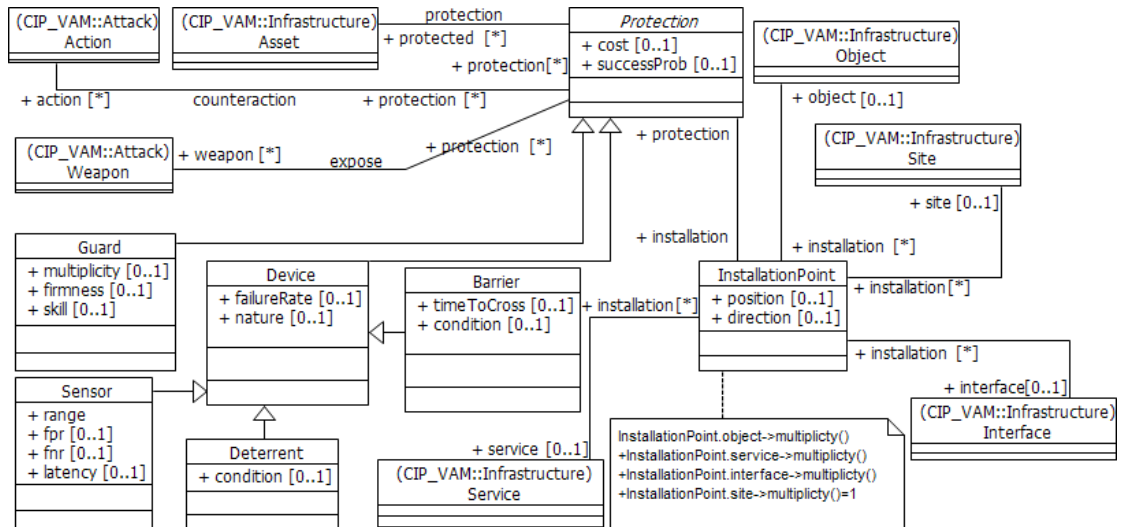 (CIP_VAM::Attack)
Action
(CIP_VAM::Infrastructure)
Asset
protection
+ protected [*]
+ protection[*]
Protection
+ cost [0..1]
+ successProb [0..1]
(CIP_VAM::Infrastructure)
Object
+ action [*]
counteraction
+ protection [*]
+ object [0..1]
(CIP_VAM::Attack)
Weapon
+ weapon [*]
expose
+ protection [*]
+ protection
(CIP_VAM::Infrastructure)
Site
+ site [0..1]
+ installation
+ installation [*]
Guard
+ multiplicity [0..1]
+ firmness [0..1]
+ skill [0..1]
Device
+ failureRate [0..1]
+ nature [0..1]
Barrier
+ timeToCross [0..1]
+ condition [0..1]
+ installation[*]
InstallationPoint
+ position [0..1]
+ direction [0..1]
+ installation[*]
+ installation [*]
+ interface[0..1]
(CIP_VAM::Infrastructure)
Interface
Sensor
+ range
+ fpr [0..1]
+ fnr [0..1]
+ latency [0..1]
Deterrent
+ condition [0..1]
+ service [0..1]
(CIP_VAM::Infrastructure)
Service
InstallationPoint.object->multiplicty()
+InstallationPoint.service->multiplicty()
+InstallationPoint.interface->multiplicty()
+InstallationPoint.site->multiplicty()=1